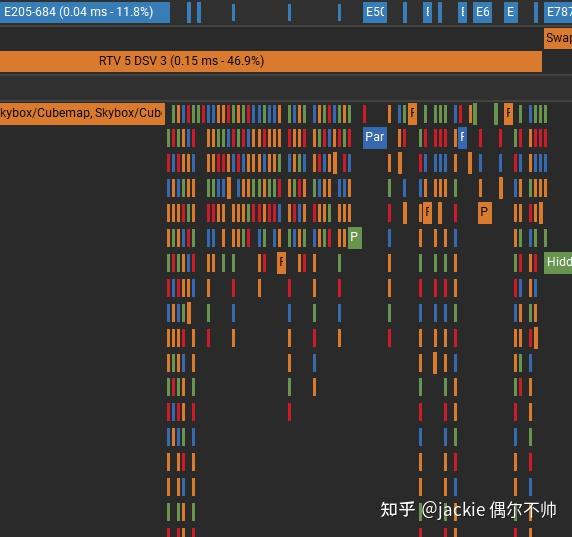 E205-684 (0.04 ms - 11.8%) E50 E E E6 E E787
Swap
RTV 5 DSV 3 (0.15 ms - 46.9%)
kybox/Cubemap, Skybox/Cub F F
Par F
F P
P
F Hidd
知乎 @jackie 偶尔不帅